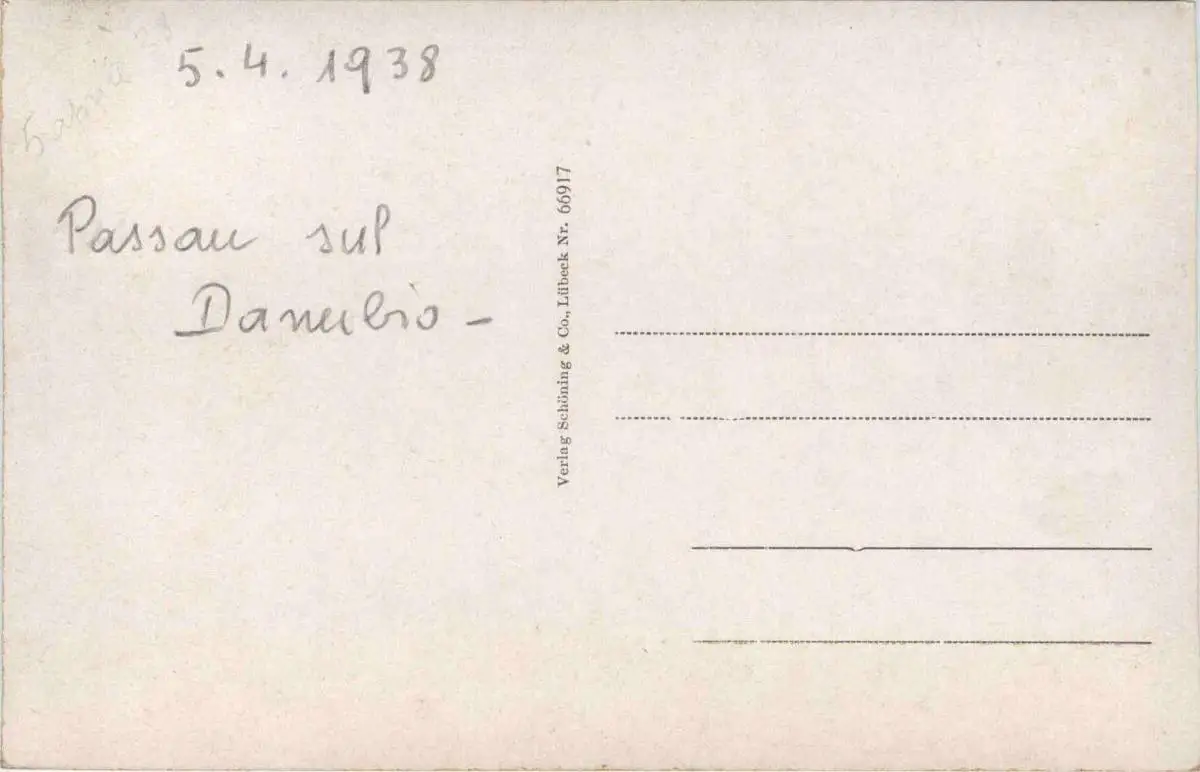 5.4.1938
Passau sul
Danubio -
Verlag Schöning & Co., Lübeck Nr. 66917